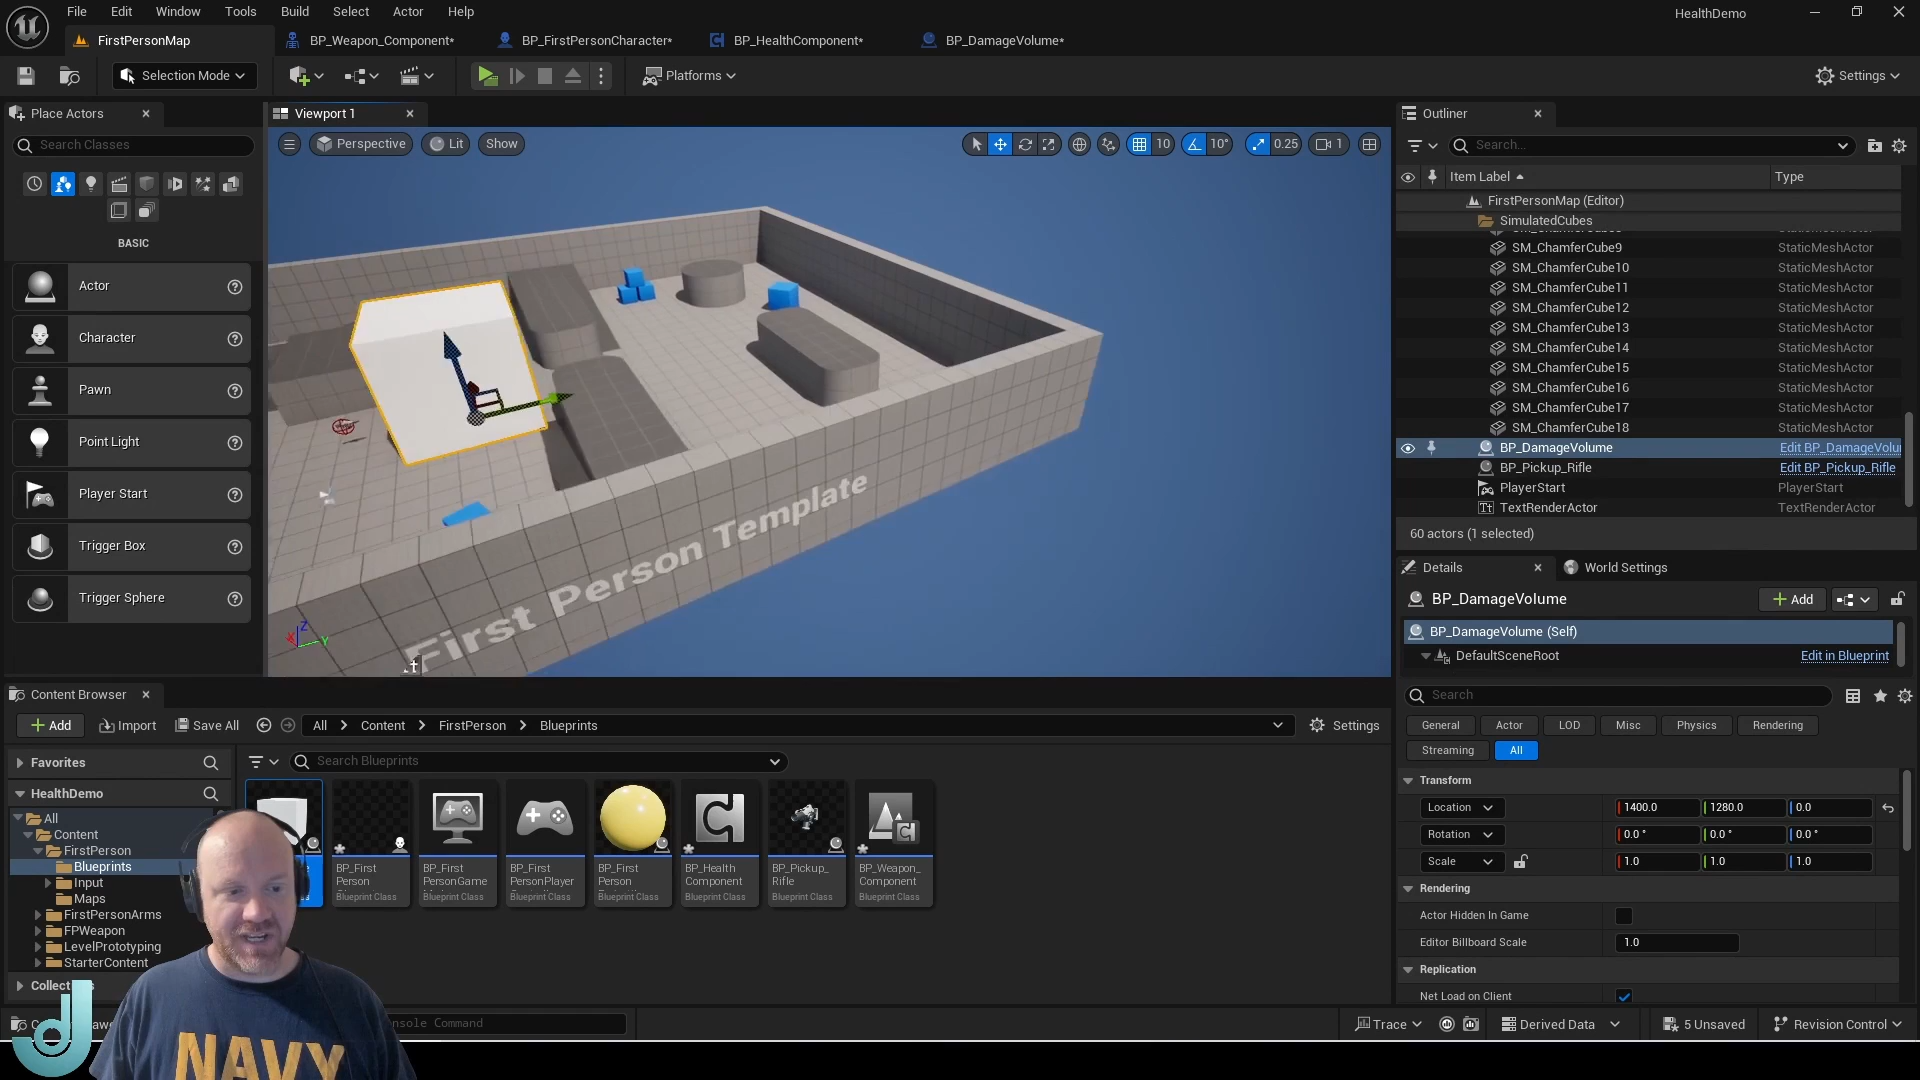 File Edit Window Tools Build Select Actor Help
HealthDemo
FirstPersonMap
BP_Weapon_Component*
BP_FirstPersonCharacter*
BP_HealthComponent*
BP_DamageVolume*
Selection Mode
Platforms
Settings
Place Actors
Search Classes
BASIC
Actor
Character
Pawn
Point Light
Player Start
Trigger Box
Trigger Sphere
Viewport 1
Perspective
Lit
Show
10
10°
0.25
1
First Person Template
Z
X
Y
Outliner
Search...
Item Label
Type
FirstPersonMap (Editor)
SimulatedCubes
SM_ChamferCube9 StaticMeshActor
SM_ChamferCube10 StaticMeshActor
SM_ChamferCube11 StaticMeshActor
SM_ChamferCube12 StaticMeshActor
SM_ChamferCube13 StaticMeshActor
SM_ChamferCube14 StaticMeshActor
SM_ChamferCube15 StaticMeshActor
SM_ChamferCube16 StaticMeshActor
SM_ChamferCube17 StaticMeshActor
SM_ChamferCube18 StaticMeshActor
BP_DamageVolume Edit BP_DamageVolu
BP_Pickup_Rifle Edit BP_Pickup_Rifle
PlayerStart PlayerStart
TextRenderActor TextRenderActor
60 actors (1 selected)
Details
World Settings
BP_DamageVolume
Add
BP_DamageVolume (Self)
DefaultSceneRoot
Edit in Blueprint
Search
General Actor LOD Misc Physics Rendering
Streaming All
Transform
Location 1400.0 1280.0 0.0
Rotation 0.0° 0.0° 0.0°
Scale 1.0 1.0 1.0
Rendering
Actor Hidden In Game
Editor Billboard Scale 1.0
Replication
Net Load on Client
Content Browser
Add Import Save All All Content FirstPerson Blueprints Settings
Favorites
Search Blueprints
HealthDemo
All
Content
FirstPerson
Blueprints
Input
Maps
FirstPersonArms
FPWeapon
LevelPrototyping
StarterContent
BP_First
Person
Blueprint Class
BP_First
PersonGame
Blueprint Class
BP_First
PersonPlayer
Blueprint Class
BP_First
Person
Blueprint Class
BP_Health
Component
Blueprint Class
BP_Pickup_
Rifle
Blueprint Class
BP_Weapon_
Component
Blueprint Class
nsole Command
Trace
Derived Data
5 Unsaved
Revision Control
NAVY